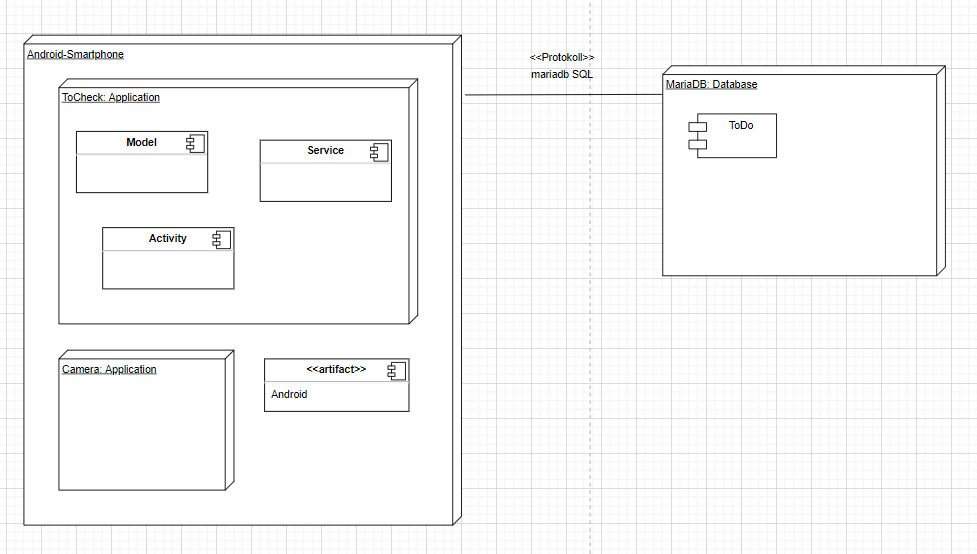 Android-Smartphone
ToCheck: Application
Model
Service
Activity
Camera: Application
<<artifact>>
Android
<<Protokoll>>
mariadb SQL
MariaDB: Database
ToDo